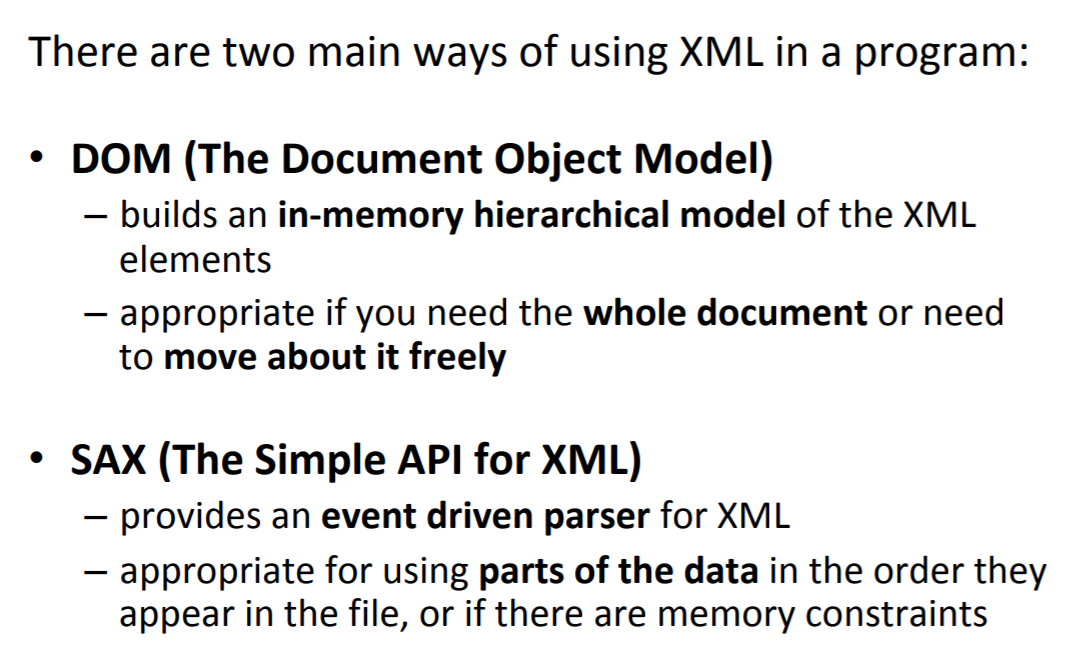 There are two main ways of using XML in a program:
• DOM (The Document Object Model)
– builds an in-memory hierarchical model of the XML
elements
– appropriate if you need the whole document or need
to move about it freely
• SAX (The Simple API for XML)
– provides an event driven parser for XML
– appropriate for using parts of the data in the order they
appear in the file, or if there are memory constraints